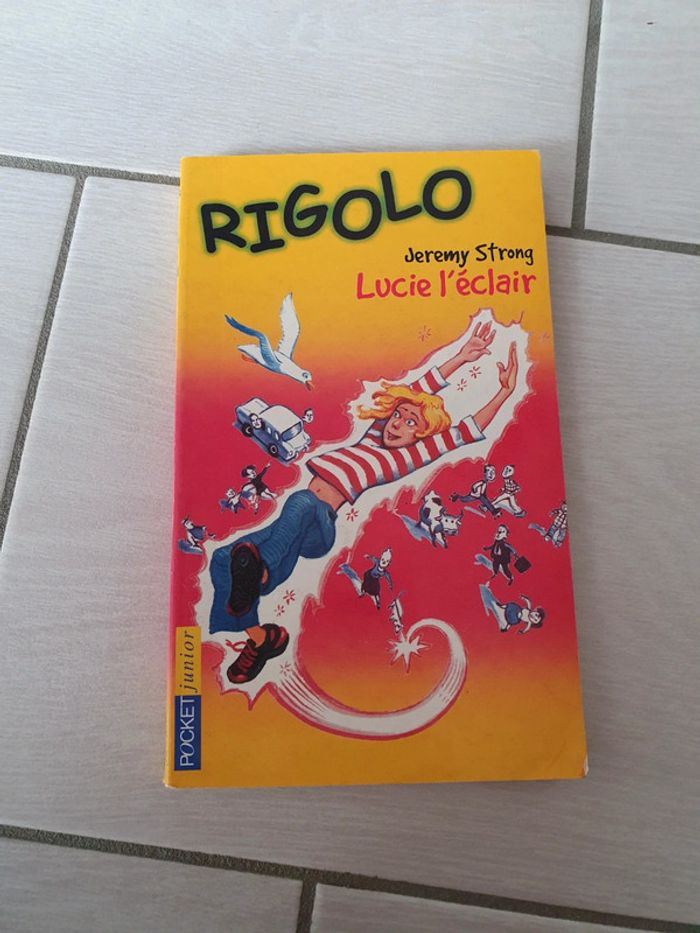 RIGOLO
Jeremy Strong
Lucie l'éclair
POCKET junior